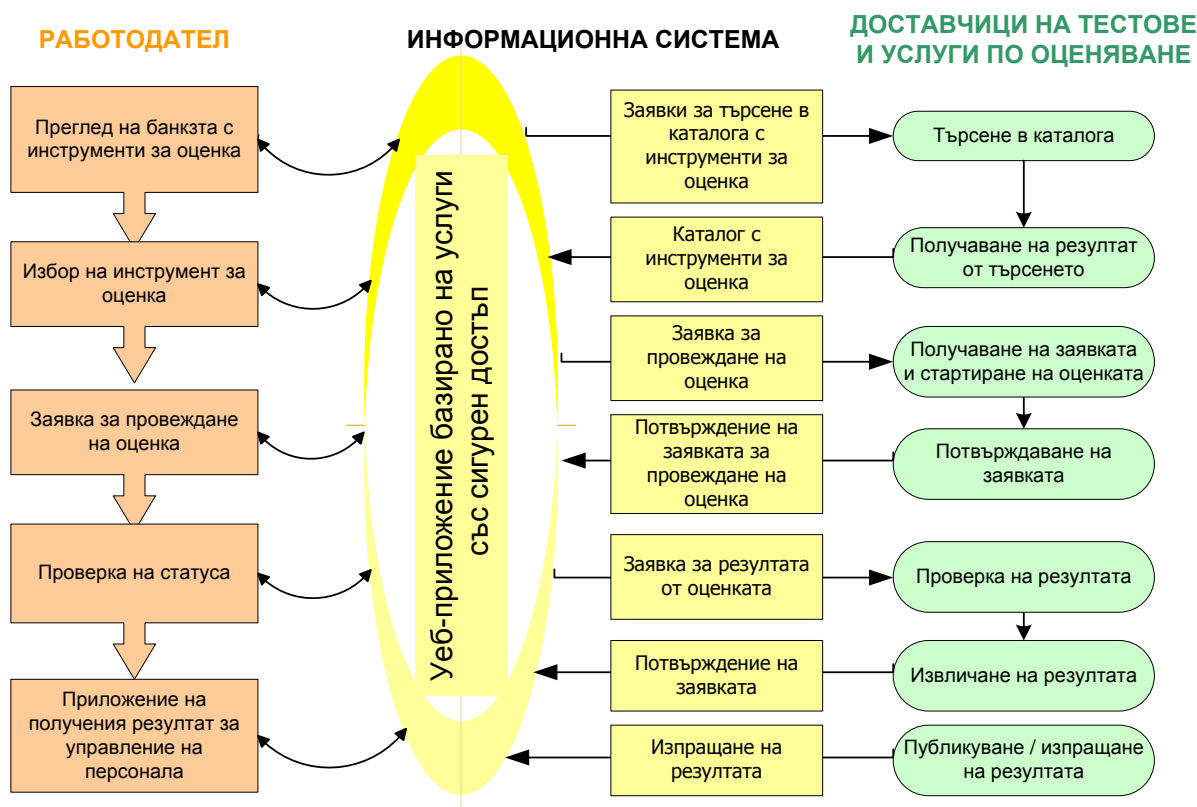 РАБОТОДАТЕЛ
ИНФОРМАЦИОННА СИСТЕМА
ДОСТАВЧИЦИ НА ТЕСТОВЕ
И УСЛУГИ ПО ОЦЕНЯВАНЕ
Преглед на банкзта с
инструменти за оценка
Избор на инструмент за
оценка
Заявка за провеждане
на оценка
Проверка на статуса
Приложение на
получения резултат за
управление на
персонала
Уеб-приложение базирано на услуги
със сигурен достъп
Заявки за търсене в
каталога с
инструменти за
оценка
Каталог с
инструменти за
оценка
Заявка за
провеждане на
оценка
Потвърждение на
заявката за
провеждане на
оценка
Заявка за резултата
от оценката
Потвърждение на
заявката
Изпращане на
резултата
Търсене в каталога
Получаване на резултат
от търсенето
Получаване на заявката
и стартиране на оценката
Потвърждаване на
заявката
Проверка на резултата
Извличане на резултата
Публикуване / изпращане
на резултата